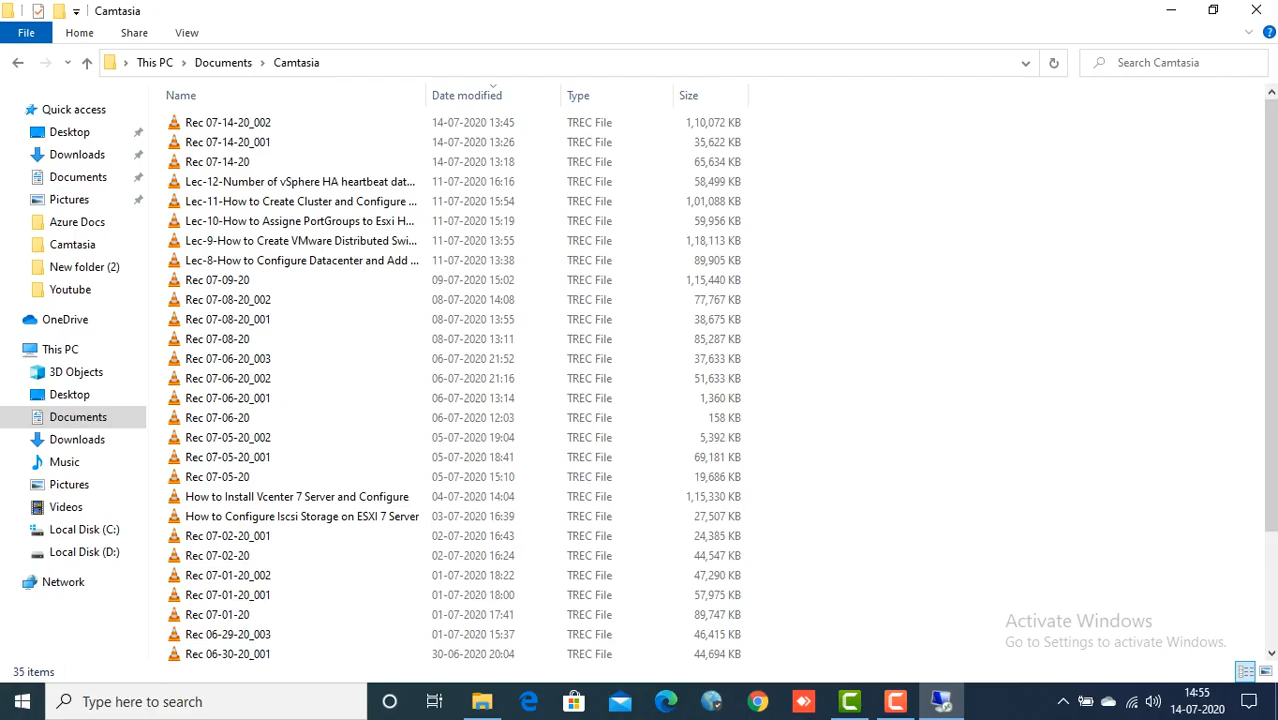 Camtasia
File Home Share View
This PC Documents Camtasia
Search Camtasia
Name Date modified Type Size
Quick access
Desktop
Downloads
Documents
Pictures
Azure Docs
Camtasia
New folder (2)
Youtube
OneDrive
This PC
3D Objects
Desktop
Documents
Downloads
Music
Pictures
Videos
Local Disk (C:)
Local Disk (D:)
Network
Rec 07-14-20_002 14-07-2020 13:45 TREC File 1,10,072 KB
Rec 07-14-20_001 14-07-2020 13:26 TREC File 35,622 KB
Rec 07-14-20 14-07-2020 13:18 TREC File 65,634 KB
Lec-12-Number of vSphere HA heartbeat dat... 11-07-2020 16:16 TREC File 58,499 KB
Lec-11-How to Create Cluster and Configure ... 11-07-2020 15:54 TREC File 1,01,088 KB
Lec-10-How to Assigne PortGroups to Esxi H... 11-07-2020 15:19 TREC File 59,956 KB
Lec-9-How to Create VMware Distributed Swi... 11-07-2020 13:55 TREC File 1,18,113 KB
Lec-8-How to Configure Datacenter and Add ... 11-07-2020 13:38 TREC File 89,905 KB
Rec 07-09-20 09-07-2020 15:02 TREC File 1,15,440 KB
Rec 07-08-20_002 08-07-2020 14:08 TREC File 77,767 KB
Rec 07-08-20_001 08-07-2020 13:55 TREC File 38,675 KB
Rec 07-08-20 08-07-2020 13:11 TREC File 85,287 KB
Rec 07-06-20_003 06-07-2020 21:52 TREC File 37,633 KB
Rec 07-06-20_002 06-07-2020 21:16 TREC File 51,633 KB
Rec 07-06-20_001 06-07-2020 13:14 TREC File 1,360 KB
Rec 07-06-20 06-07-2020 12:03 TREC File 158 KB
Rec 07-05-20_002 05-07-2020 19:04 TREC File 5,392 KB
Rec 07-05-20_001 05-07-2020 18:41 TREC File 69,181 KB
Rec 07-05-20 05-07-2020 15:10 TREC File 19,686 KB
How to Install Vcenter 7 Server and Configure 04-07-2020 14:04 TREC File 1,15,330 KB
How to Configure Iscsi Storage on ESXI 7 Server 03-07-2020 16:39 TREC File 27,507 KB
Rec 07-02-20_001 02-07-2020 16:43 TREC File 24,385 KB
Rec 07-02-20 02-07-2020 16:24 TREC File 44,547 KB
Rec 07-01-20_002 01-07-2020 18:22 TREC File 47,290 KB
Rec 07-01-20_001 01-07-2020 18:00 TREC File 57,975 KB
Rec 07-01-20 01-07-2020 17:41 TREC File 89,747 KB
Rec 06-29-20_003 01-07-2020 15:37 TREC File 46,415 KB
Rec 06-30-20_001 30-06-2020 20:04 TREC File 44,694 KB
Activate Windows
Go to Settings to activate Windows.
35 items
Type here to search
14:55
14-07-2020